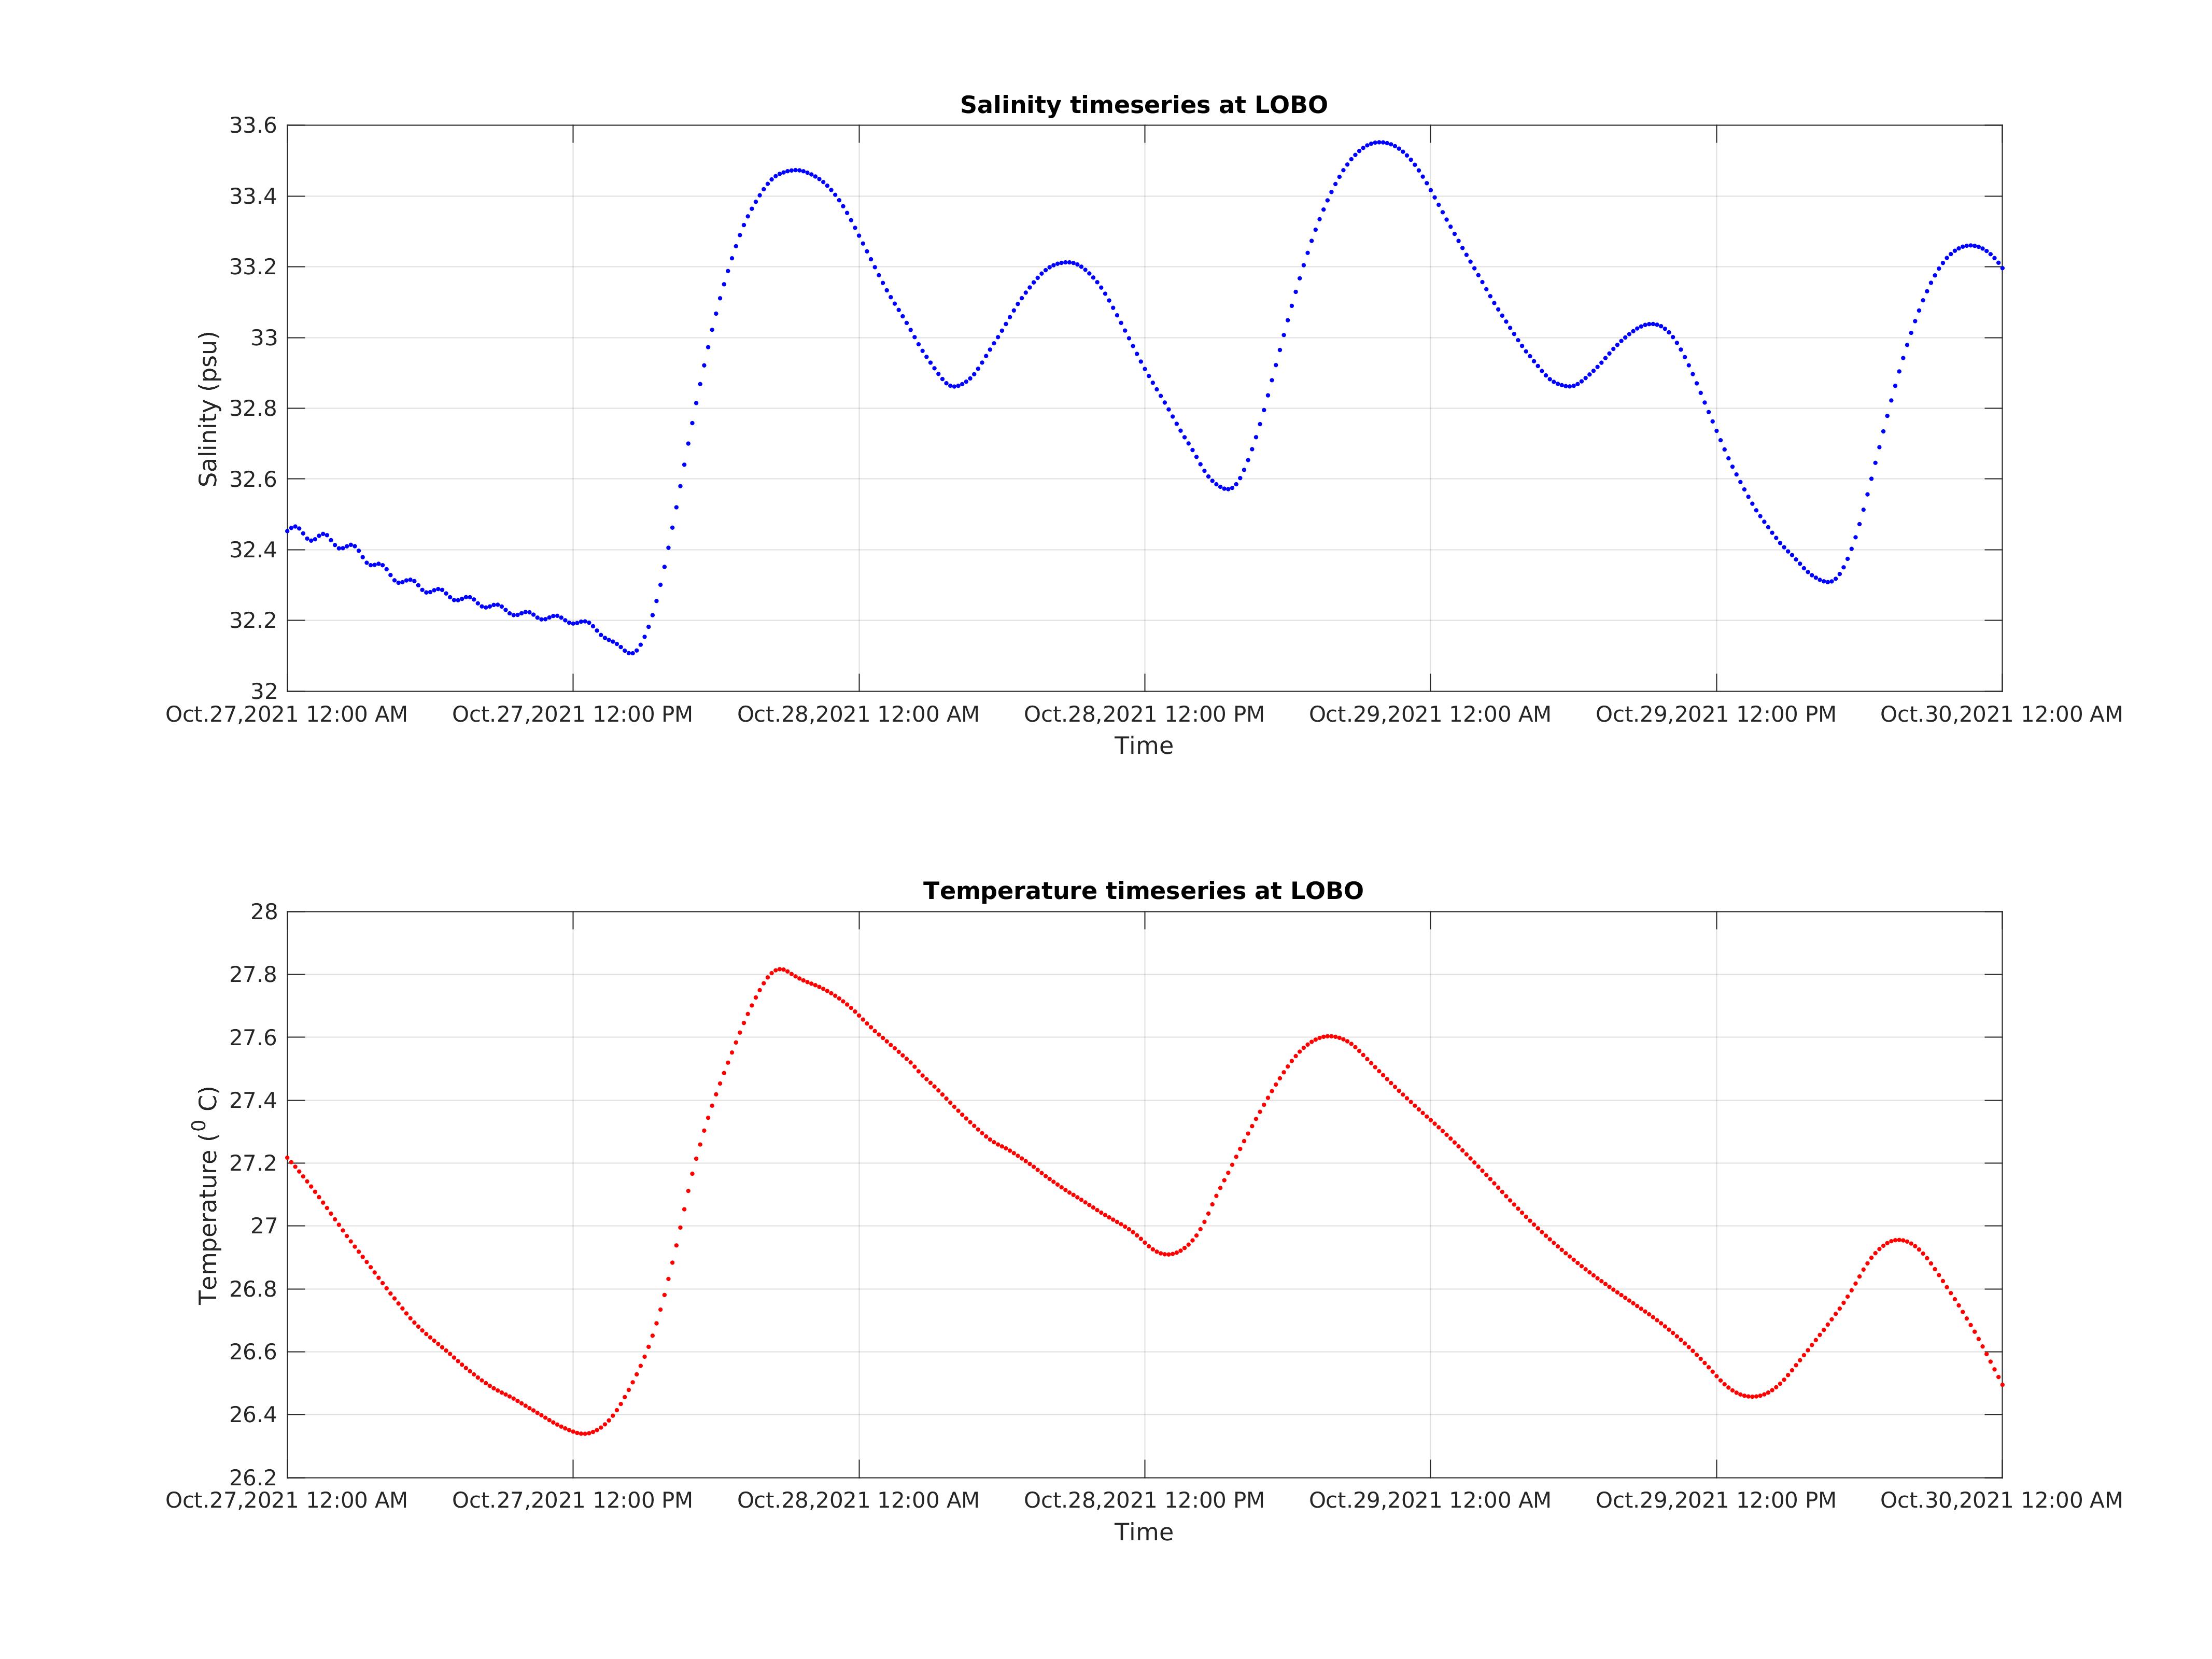 Salinity timeseries at LOBO
33.6
33.4
33.2
33
32.8
32.6
32.4
32.2
32
Salinity (psu)
Oct.27,2021 12:00 AM Oct.27,2021 12:00 PM Oct.28,2021 12:00 AM Oct.28,2021 12:00 PM Oct.29,2021 12:00 AM Oct.29,2021 12:00 PM Oct.30,2021 12:00 AM
Time
Temperature timeseries at LOBO
28
27.8
27.6
27.4
27.2
27
26.8
26.6
26.4
26.2
Temperature (⁰ C)
Oct.27,2021 12:00 AM Oct.27,2021 12:00 PM Oct.28,2021 12:00 AM Oct.28,2021 12:00 PM Oct.29,2021 12:00 AM Oct.29,2021 12:00 PM Oct.30,2021 12:00 AM
Time